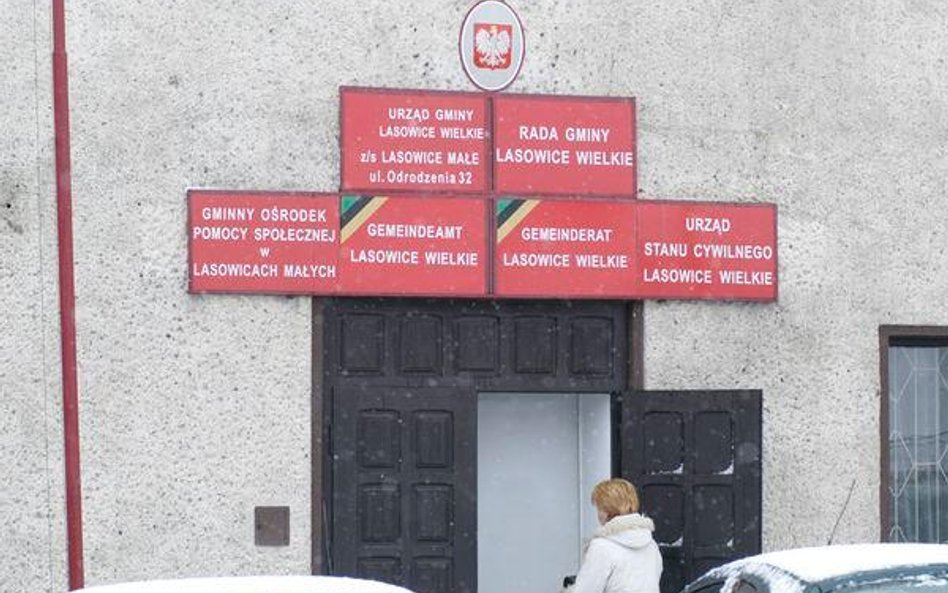 URZĄD GMINY
LASOWICE WIELKIE
z/s LASOWICE MAŁE
ul. Odrodzenia 32
RADA GMINY
LASOWICE WIELKIE
GMINNY OŚRODEK
POMOCY SPOŁECZNEJ
w
LASOWICACH MAŁYCH
GEMEINDEAMT
LASOWICE WIELKIE
GEMEINDERAT
LASOWICE WIELKIE
URZĄD
STANU CYWILNEGO
LASOWICE WIELKIE